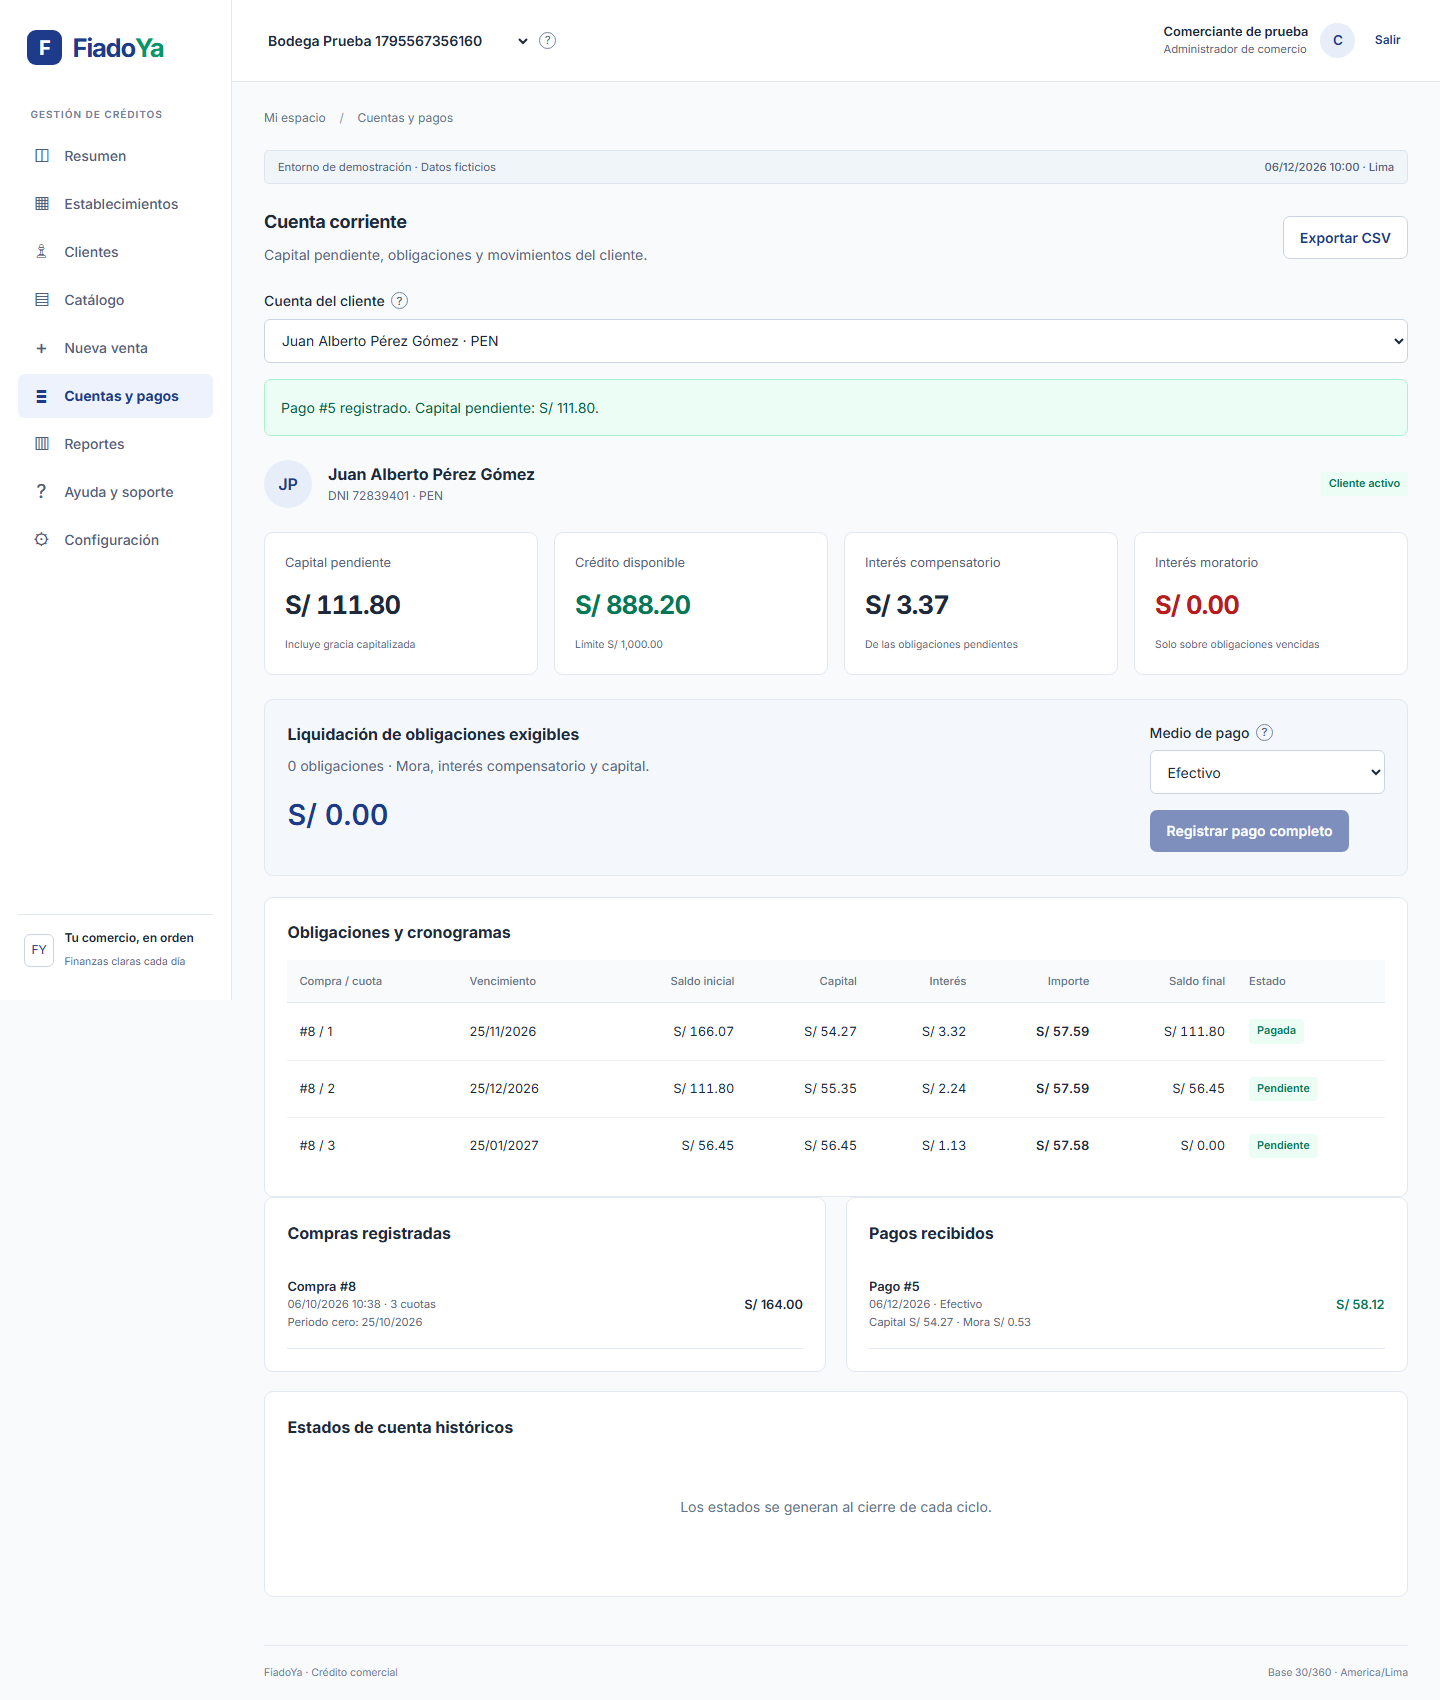 F FiadoYa
GESTIÓN DE CRÉDITOS
Resumen
Establecimientos
Clientes
Catálogo
+ Nueva venta
Cuentas y pagos
Reportes
? Ayuda y soporte
Configuración
FY Tu comercio, en orden
Finanzas claras cada día
Bodega Prueba 1795567356160 ?
Comerciante de prueba
Administrador de comercio
C
Salir
Mi espacio / Cuentas y pagos
Entorno de demostración · Datos ficticios 06/12/2026 10:00 · Lima
Cuenta corriente
Capital pendiente, obligaciones y movimientos del cliente.
Exportar CSV
Cuenta del cliente ?
Juan Alberto Pérez Gómez · PEN
Pago #5 registrado. Capital pendiente: S/ 111.80.
JP
Juan Alberto Pérez Gómez
DNI 72839401 · PEN
Cliente activo
Capital pendiente
S/ 111.80
Incluye gracia capitalizada
Crédito disponible
S/ 888.20
Límite S/ 1,000.00
Interés compensatorio
S/ 3.37
De las obligaciones pendientes
Interés moratorio
S/ 0.00
Solo sobre obligaciones vencidas
Liquidación de obligaciones exigibles
0 obligaciones · Mora, interés compensatorio y capital.
S/ 0.00
Medio de pago ?
Efectivo
Registrar pago completo
Obligaciones y cronogramas
Compra / cuota Vencimiento Saldo inicial Capital Interés Importe Saldo final Estado
#8 / 1 25/11/2026 S/ 166.07 S/ 54.27 S/ 3.32 S/ 57.59 S/ 111.80 Pagada
#8 / 2 25/12/2026 S/ 111.80 S/ 55.35 S/ 2.24 S/ 57.59 S/ 56.45 Pendiente
#8 / 3 25/01/2027 S/ 56.45 S/ 56.45 S/ 1.13 S/ 57.58 S/ 0.00 Pendiente
Compras registradas
Compra #8
06/10/2026 10:38 · 3 cuotas
Periodo cero: 25/10/2026
S/ 164.00
Pagos recibidos
Pago #5
06/12/2026 · Efectivo
Capital S/ 54.27 · Mora S/ 0.53
S/ 58.12
Estados de cuenta históricos
Los estados se generan al cierre de cada ciclo.
FiadoYa · Crédito comercial Base 30/360 · America/Lima